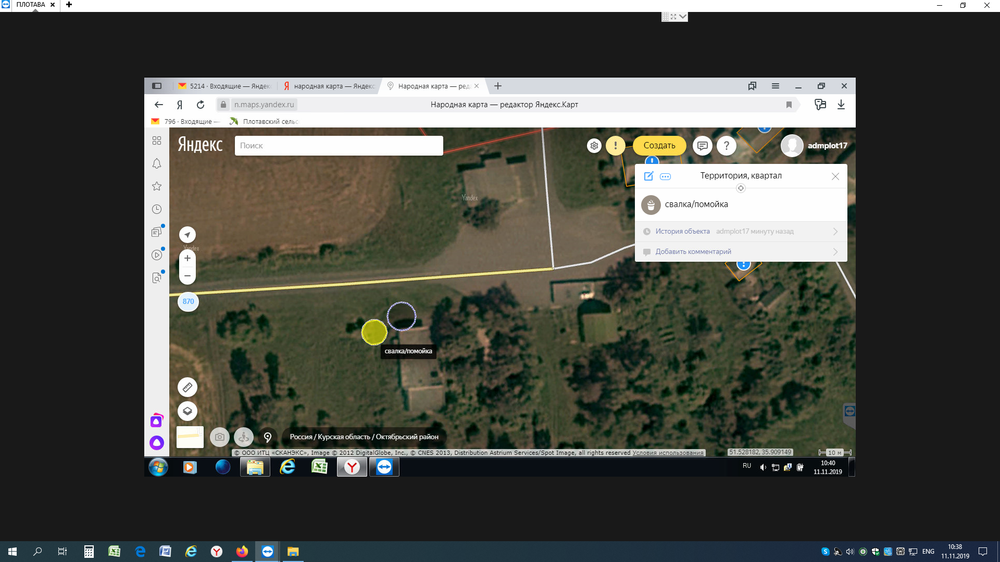 ПЛОТАВА
5214 · Входящие — Яндекс
народная карта — Яндекс
Народная карта — реда
n.maps.yandex.ru
Народная карта — редактор Яндекс.Карт
796 · Входящие —
Плотавский сельс
Яндекс
Поиск
Создать
admplot17
Территория, квартал
свалка/помойка
История объекта admplot17 минуту назад
Добавить комментарий
Yandex
Yandex
870
свалка/помойка
Россия / Курская область / Октябрьский район
© ООО ИТЦ «СКАНЭКС», Image © 2012 DigitalGlobe, Inc., © CNES 2013, Distribution Astrium Services/Spot Image, all rights reserved Условия использования
51.528182, 35.909149
10 м
RU
10:40
11.11.2019
ENG
10:38
11.11.2019